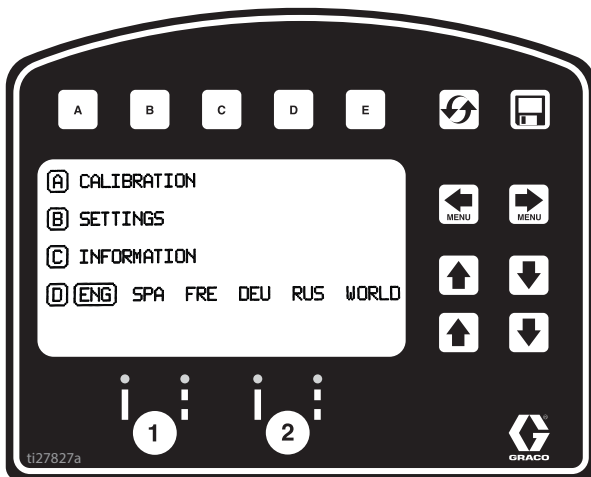 A B C D E
A CALIBRATION
MENU MENU
B SETTINGS
C INFORMATION
D ENG SPA FRE DEU RUS WORLD
1 2
ti27827a
GRACO